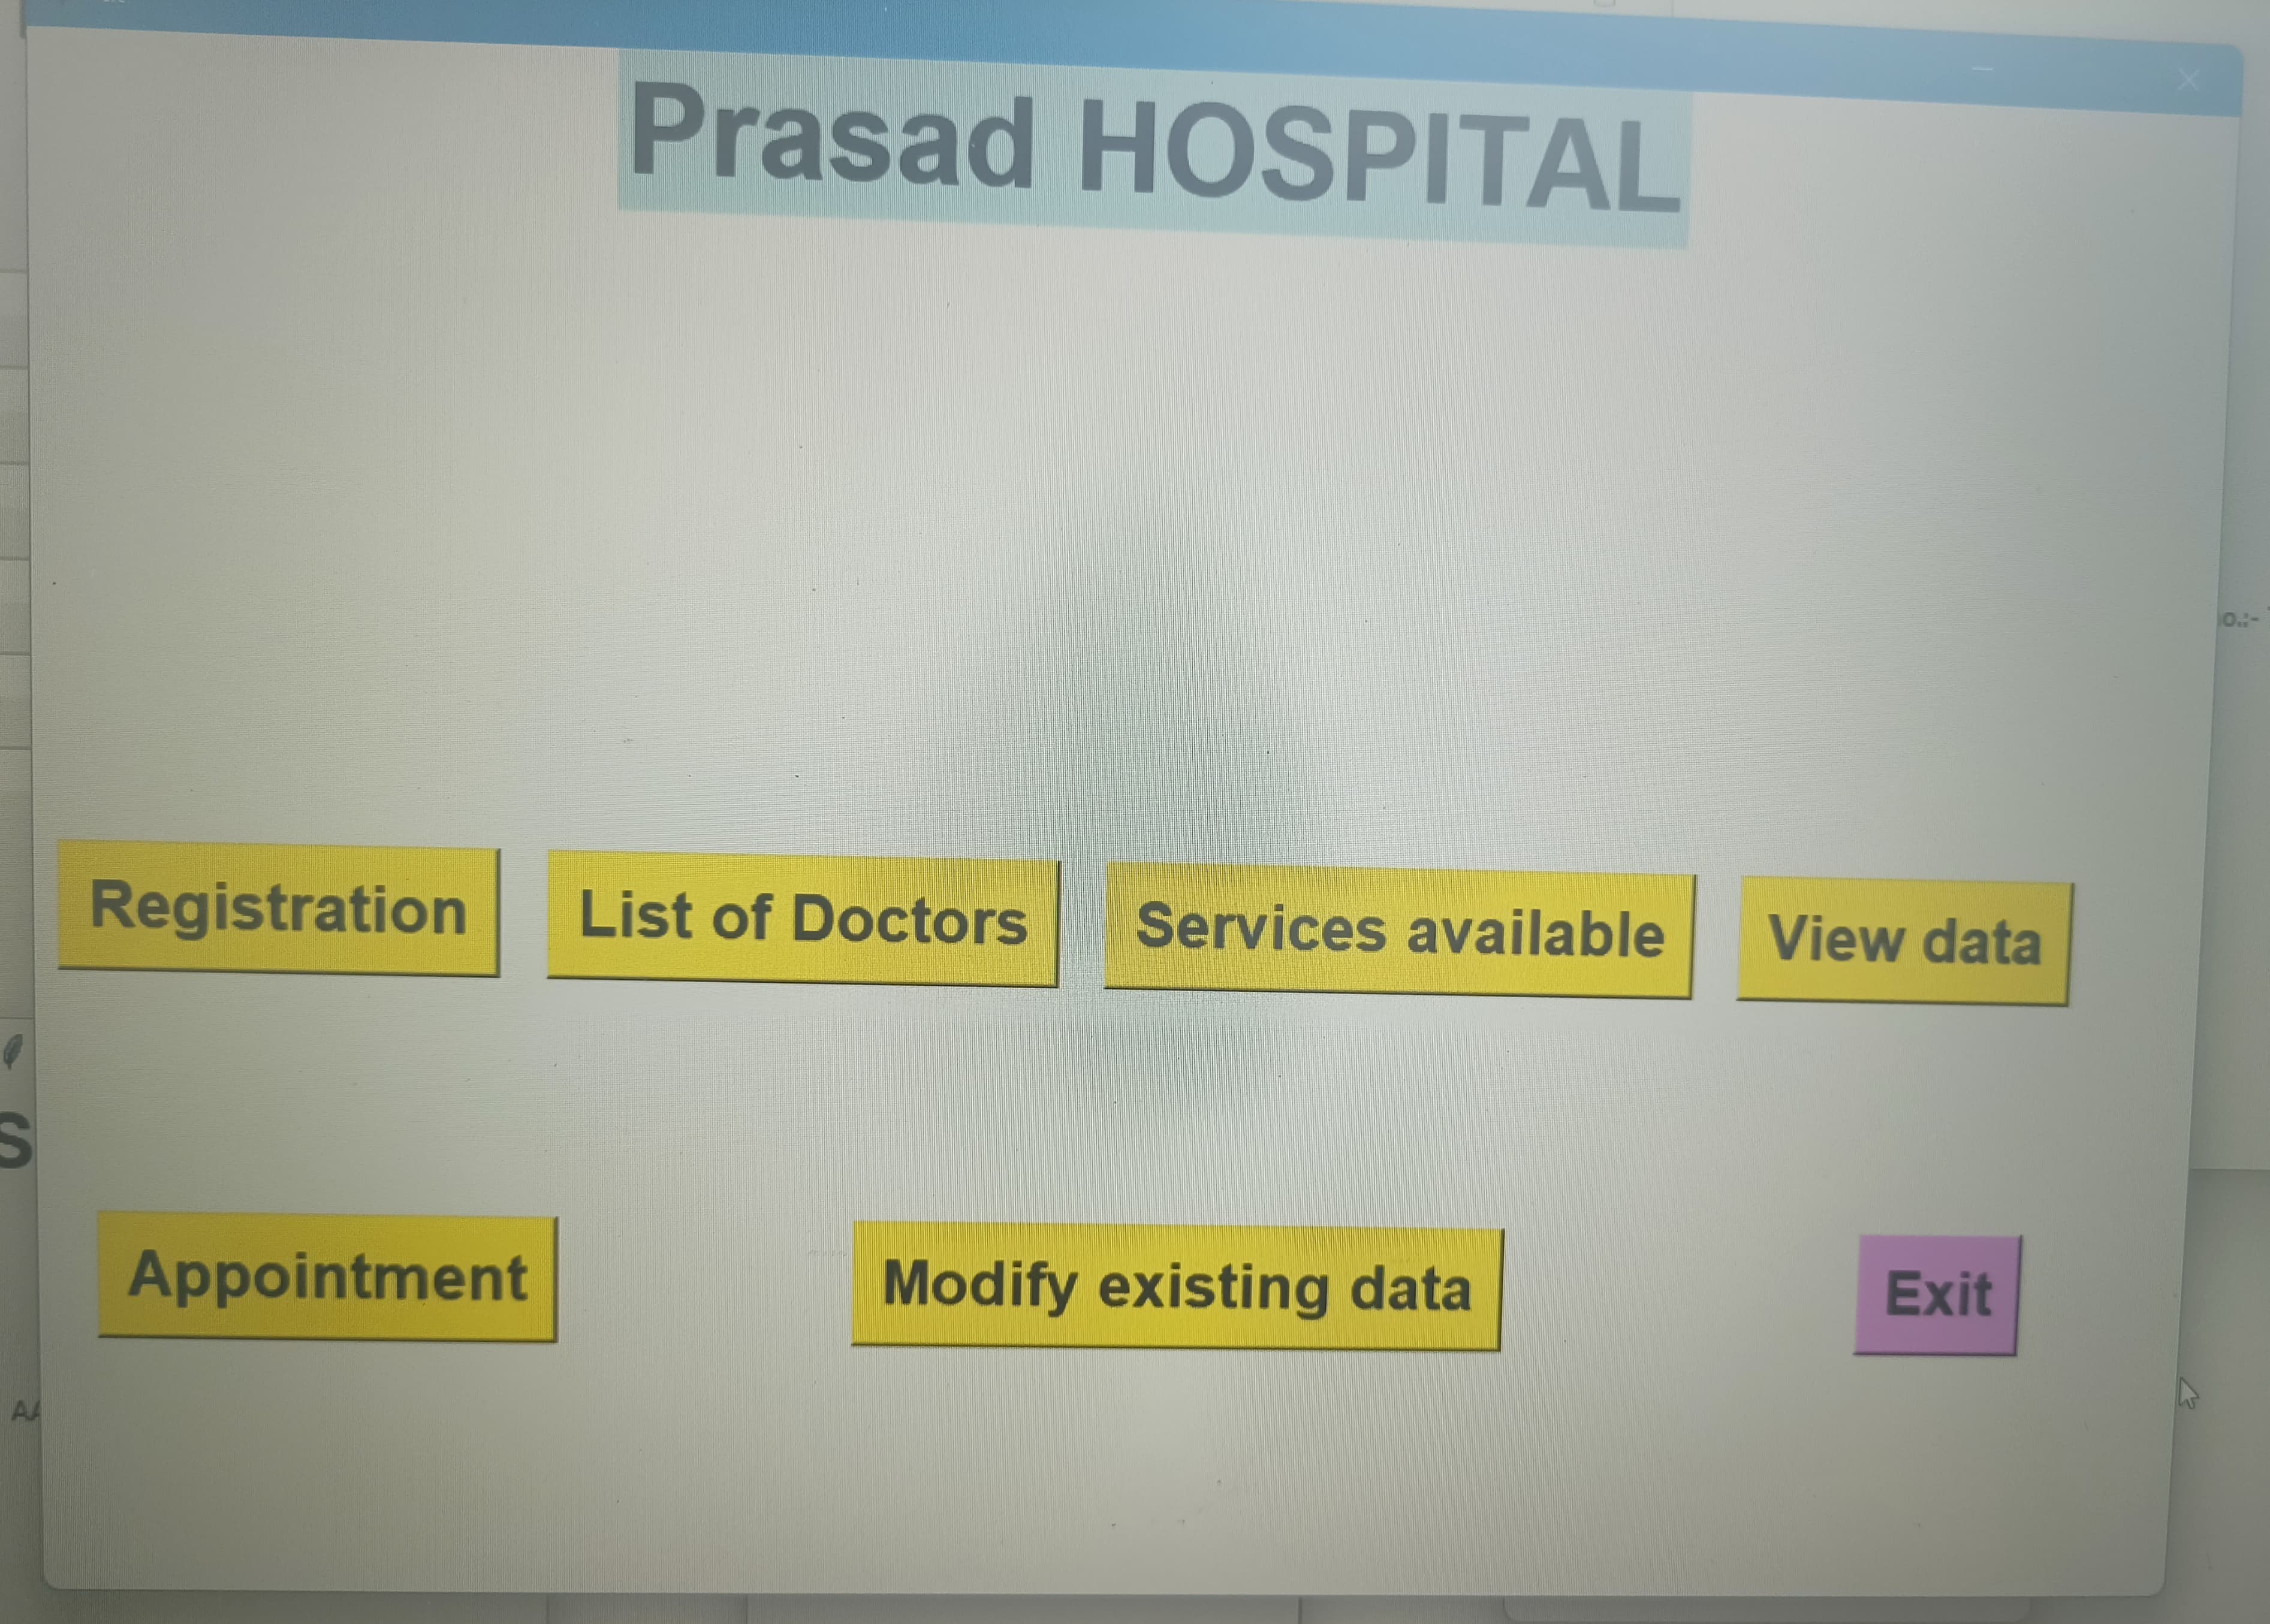 Prasad HOSPITAL
o.:-
Registration
List of Doctors
Services available
View data
S
Appointment
Modify existing data
Exit